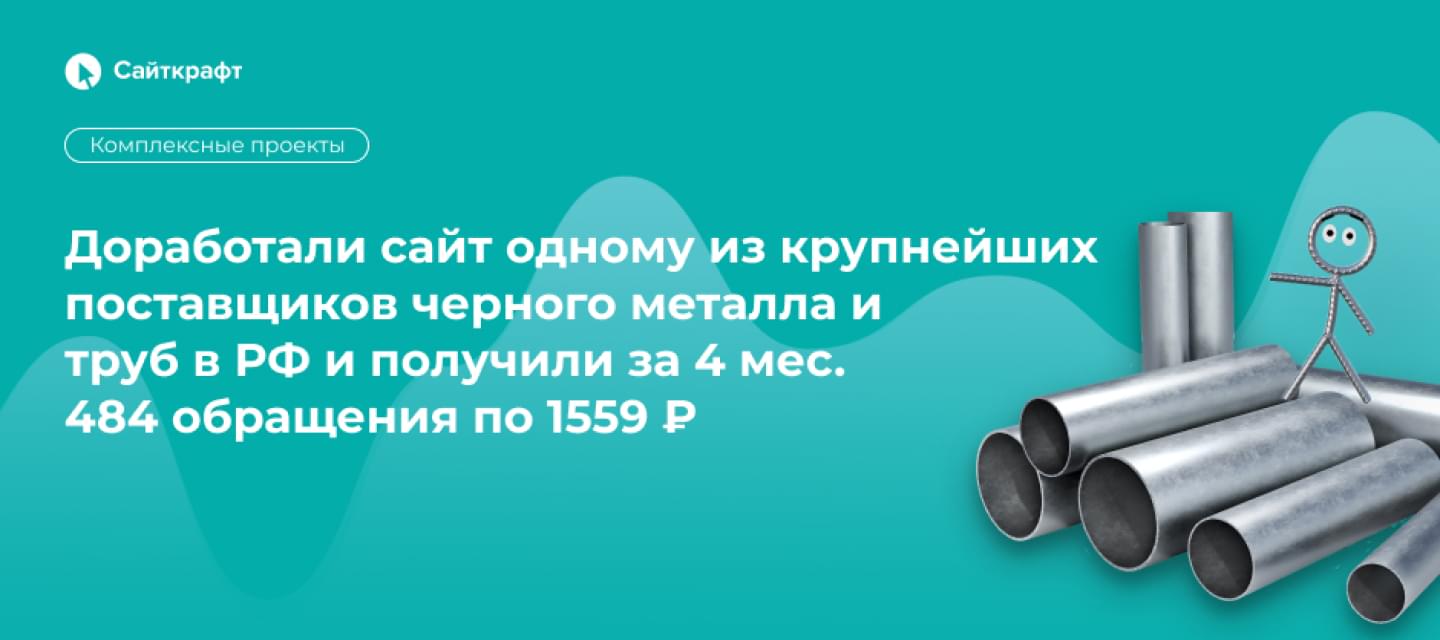 Сайткрафт
Комплексные проекты
Доработали сайт одному из крупнейших
поставщиков черного металла и
труб в РФ и получили за 4 мес.
484 обращения по 1559 ₽